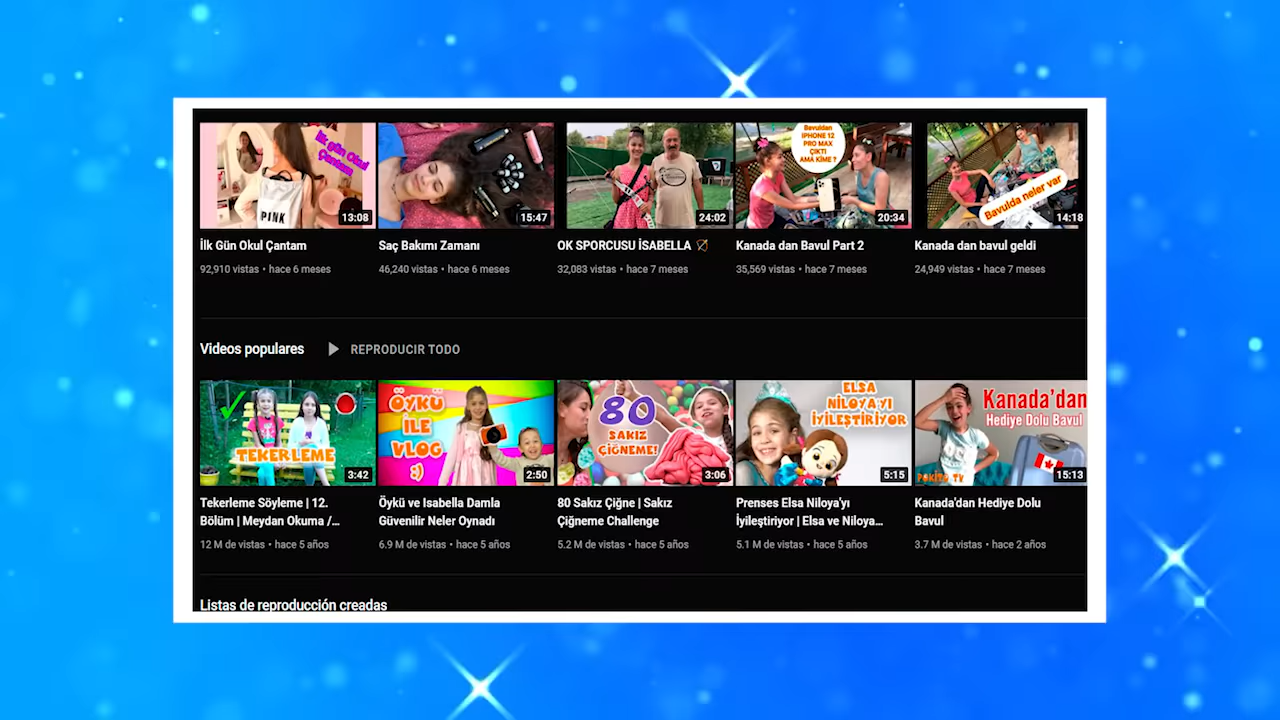 İlk gün Okul
Çantam
PINK
13:08
15:47
24:02
Bavuldan
IPHONE 12
PRO MAX
ÇIKTI
AMA KİME ?
20:34
Bavulda neler var
14:18
İlk Gün Okul Çantam
Saç Bakımı Zamanı
OK SPORCUSU İSABELLA 🏹
Kanada dan Bavul Part 2
Kanada dan bavul geldi
92,910 vistas • hace 6 meses
46,240 vistas • hace 6 meses
32,083 vistas • hace 7 meses
35,569 vistas • hace 7 meses
24,949 vistas • hace 7 meses
Videos populares
REPRODUCIR TODO
TEKERLEME
3:42
ÖYKÜ
İLE
VLOG
:)
2:50
80
SAKIZ
ÇİĞNEME!
3:06
ELSA
NİLOYA'YI
İYİLEŞTİRİYOR
5:15
Kanada'dan
Hediye Dolu Bavul
PAKİTO TV
15:13
Tekerleme Söyleme | 12.
Bölüm | Meydan Okuma /...
Öykü ve Isabella Damla
Güvenilir Neler Oynadı
80 Sakız Çiğne | Sakız
Çiğneme Challenge
Prenses Elsa Niloya'yı
İyileştiriyor | Elsa ve Niloya...
Kanada'dan Hediye Dolu
Bavul
12 M de vistas • hace 5 años
6.9 M de vistas • hace 5 años
5.2 M de vistas • hace 5 años
5.1 M de vistas • hace 5 años
3.7 M de vistas • hace 2 años
Listas de reproducción creadas